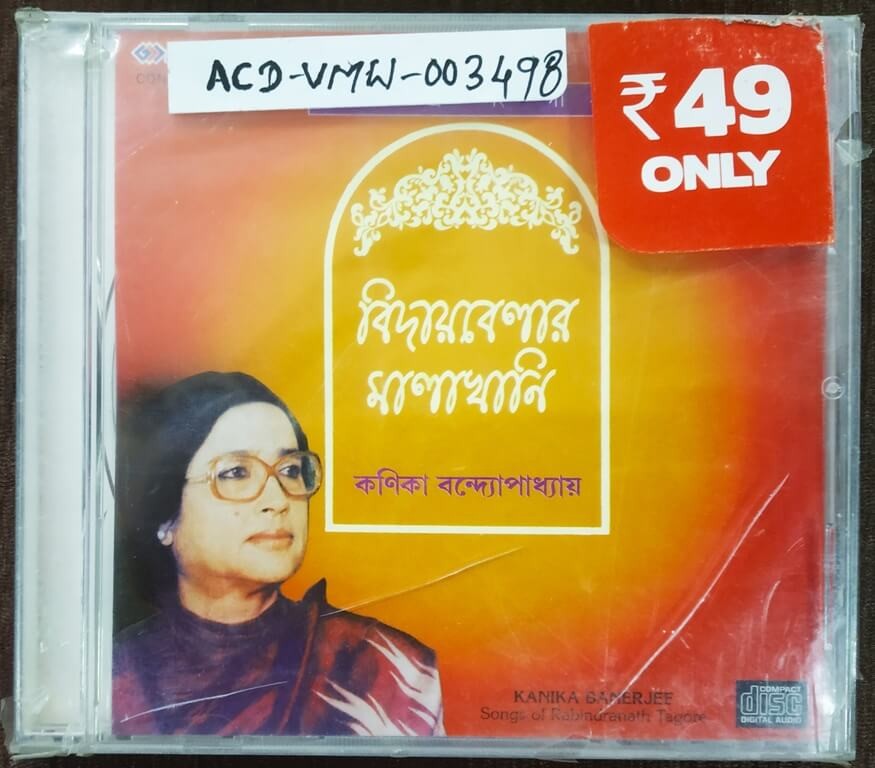 ACD-VMW-003498
₹49
ONLY
বিদায়বেলার
মালাখানি
কণিকা বন্দ্যোপাধ্যায়
KANIKA BANERJEE
Songs of Rabindranath Tagore
COMPACT
disc
DIGITAL AUDIO